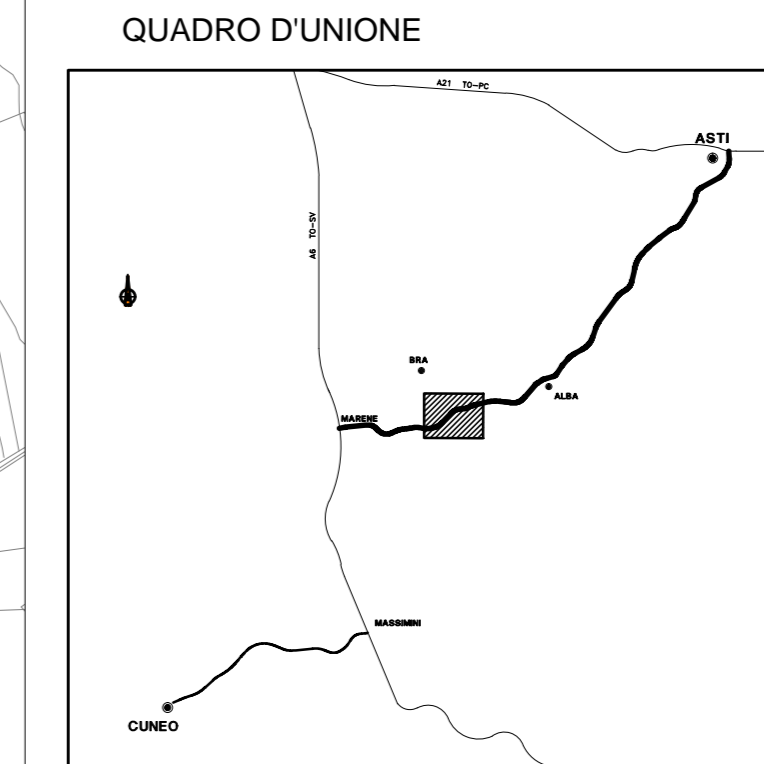 QUADRO D'UNIONE
A21 TO-PC
ASTI
A6 TO-SV
BRA
ALBA
MARENE
MASSIMINI
CUNEO